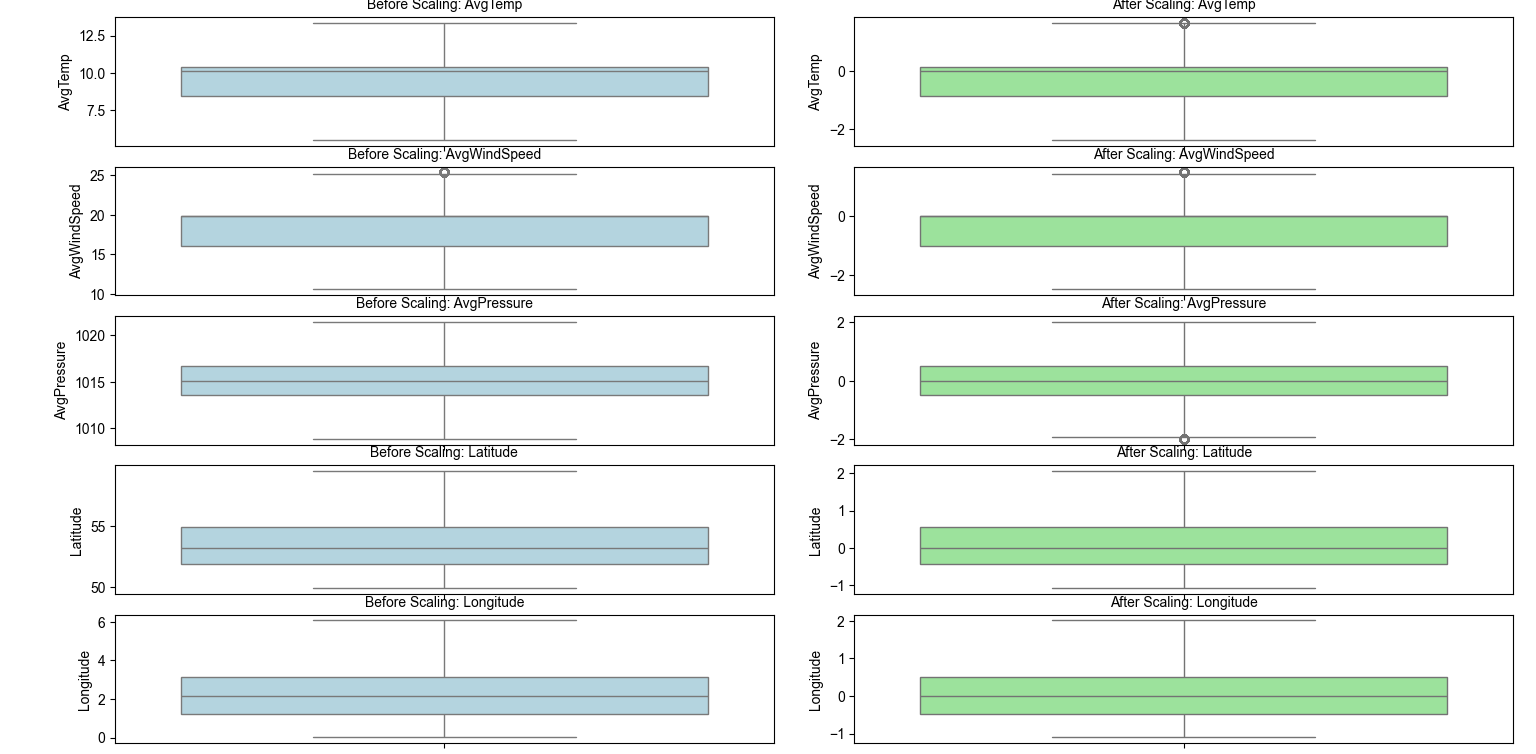 Before Scaling: AvgTemp
After Scaling: AvgTemp
12.5
10.0
7.5
AvgTemp
0
−2
AvgTemp
Before Scaling: AvgWindSpeed
After Scaling: AvgWindSpeed
25
20
15
10
AvgWindSpeed
0
−2
AvgWindSpeed
Before Scaling: AvgPressure
After Scaling: AvgPressure
1020
1015
1010
AvgPressure
2
0
−2
AvgPressure
Before Scaling: Latitude
After Scaling: Latitude
55
50
Latitude
2
1
0
−1
Latitude
Before Scaling: Longitude
After Scaling: Longitude
6
4
2
0
Longitude
2
1
0
−1
Longitude